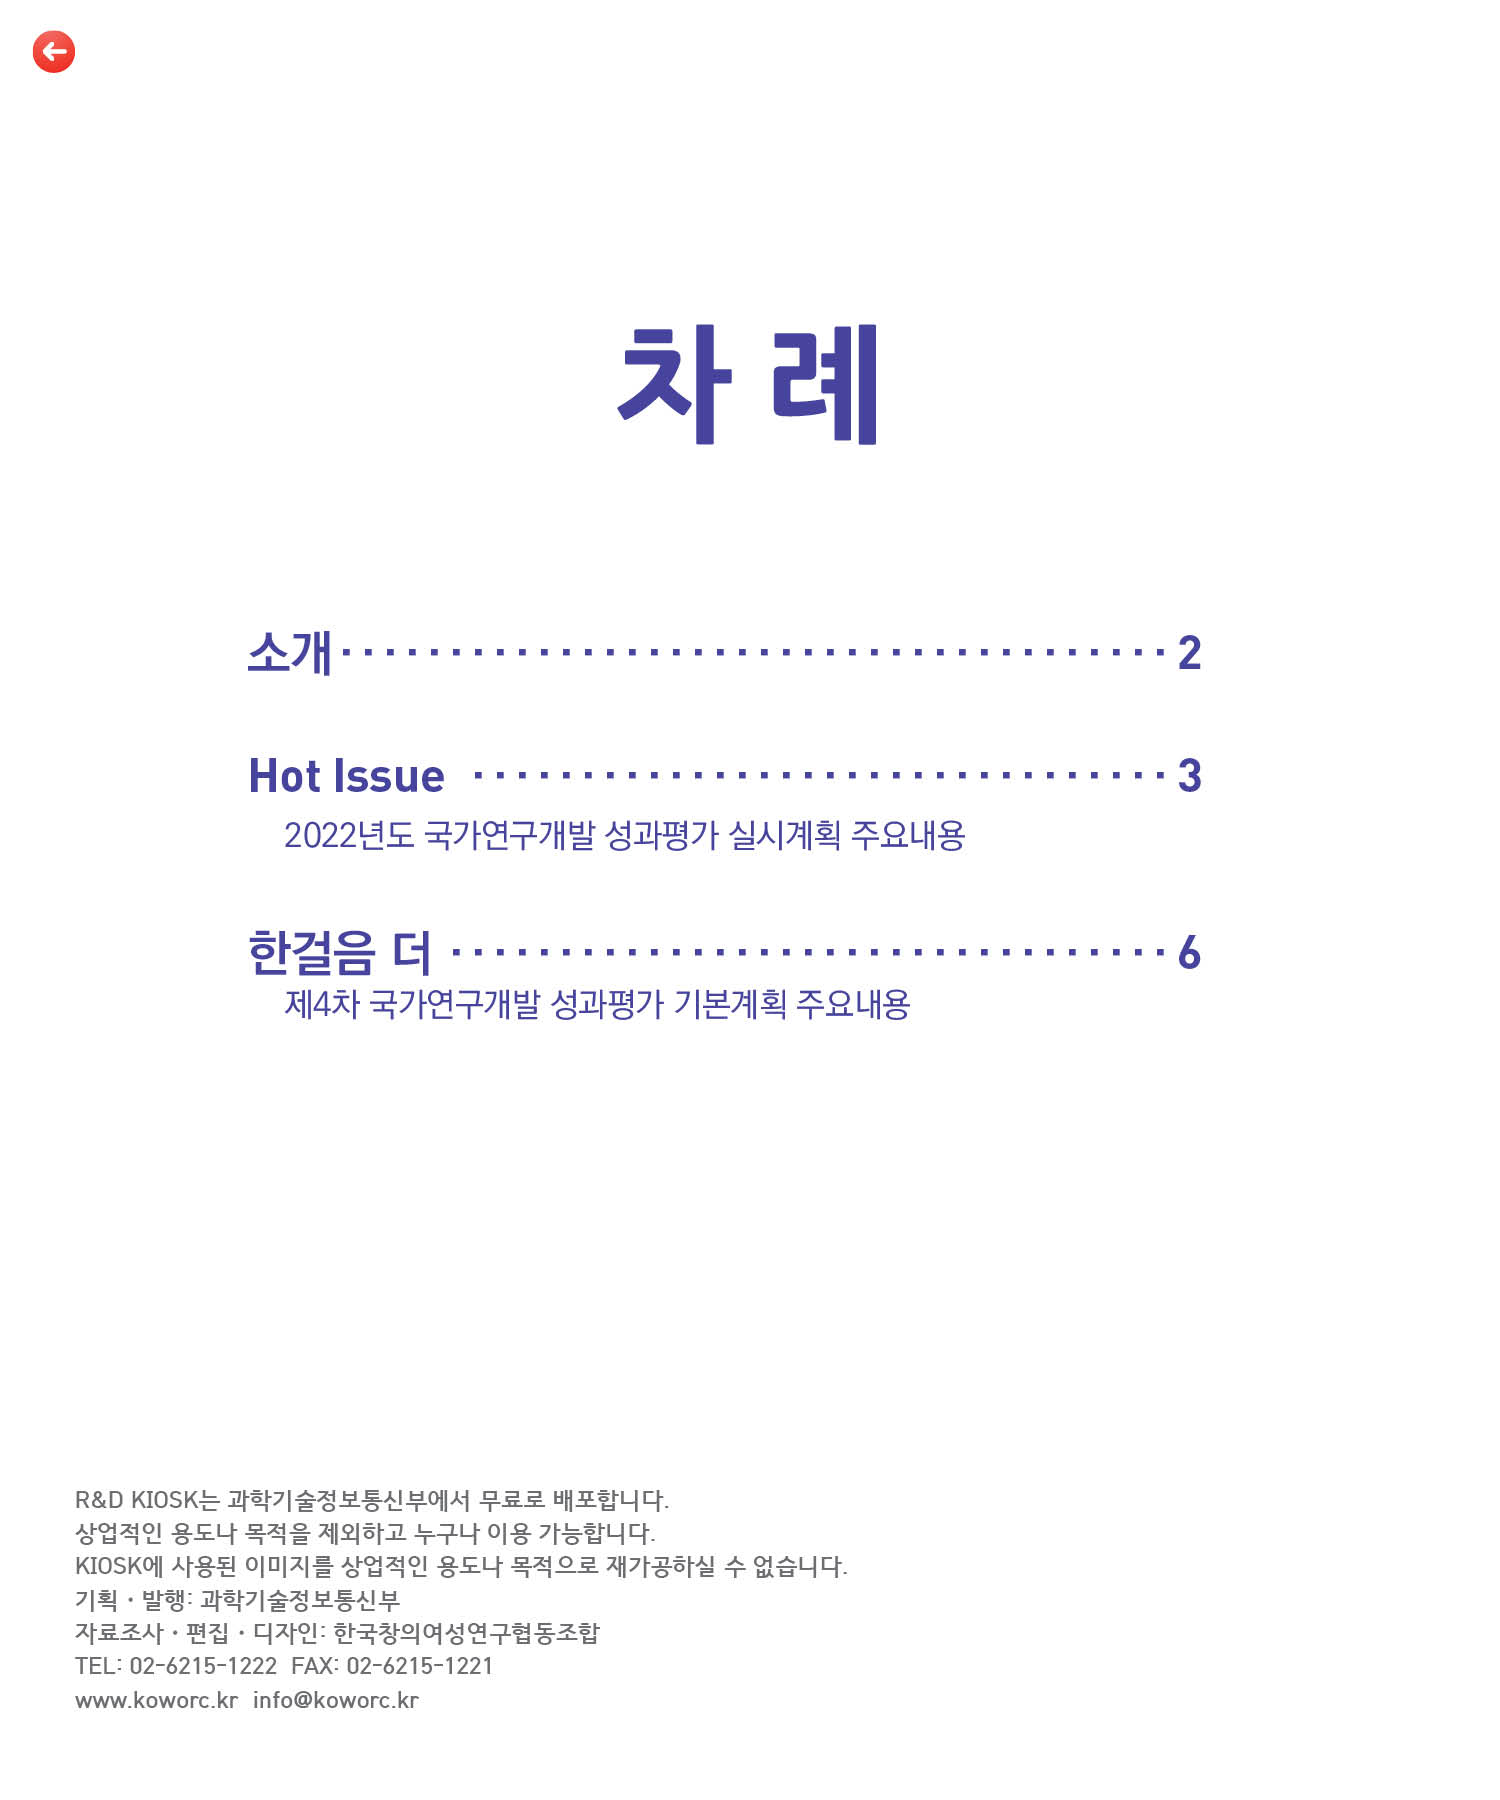 차 례
소개 ······································ 2
Hot Issue ································ 3
2022년도 국가연구개발 성과평가 실시계획 주요내용
한걸음 더 ································· 6
제4차 국가연구개발 성과평가 기본계획 주요내용
R&D KIOSK는 과학기술정보통신부에서 무료로 배포합니다.
상업적인 용도나 목적을 제외하고 누구나 이용 가능합니다.
KIOSK에 사용된 이미지를 상업적인 용도나 목적으로 재가공하실 수 없습니다.
기획·발행: 과학기술정보통신부
자료조사·편집·디자인: 한국창의여성연구협동조합
TEL: 02-6215-1222 FAX: 02-6215-1221
www.koworc.kr info@koworc.kr